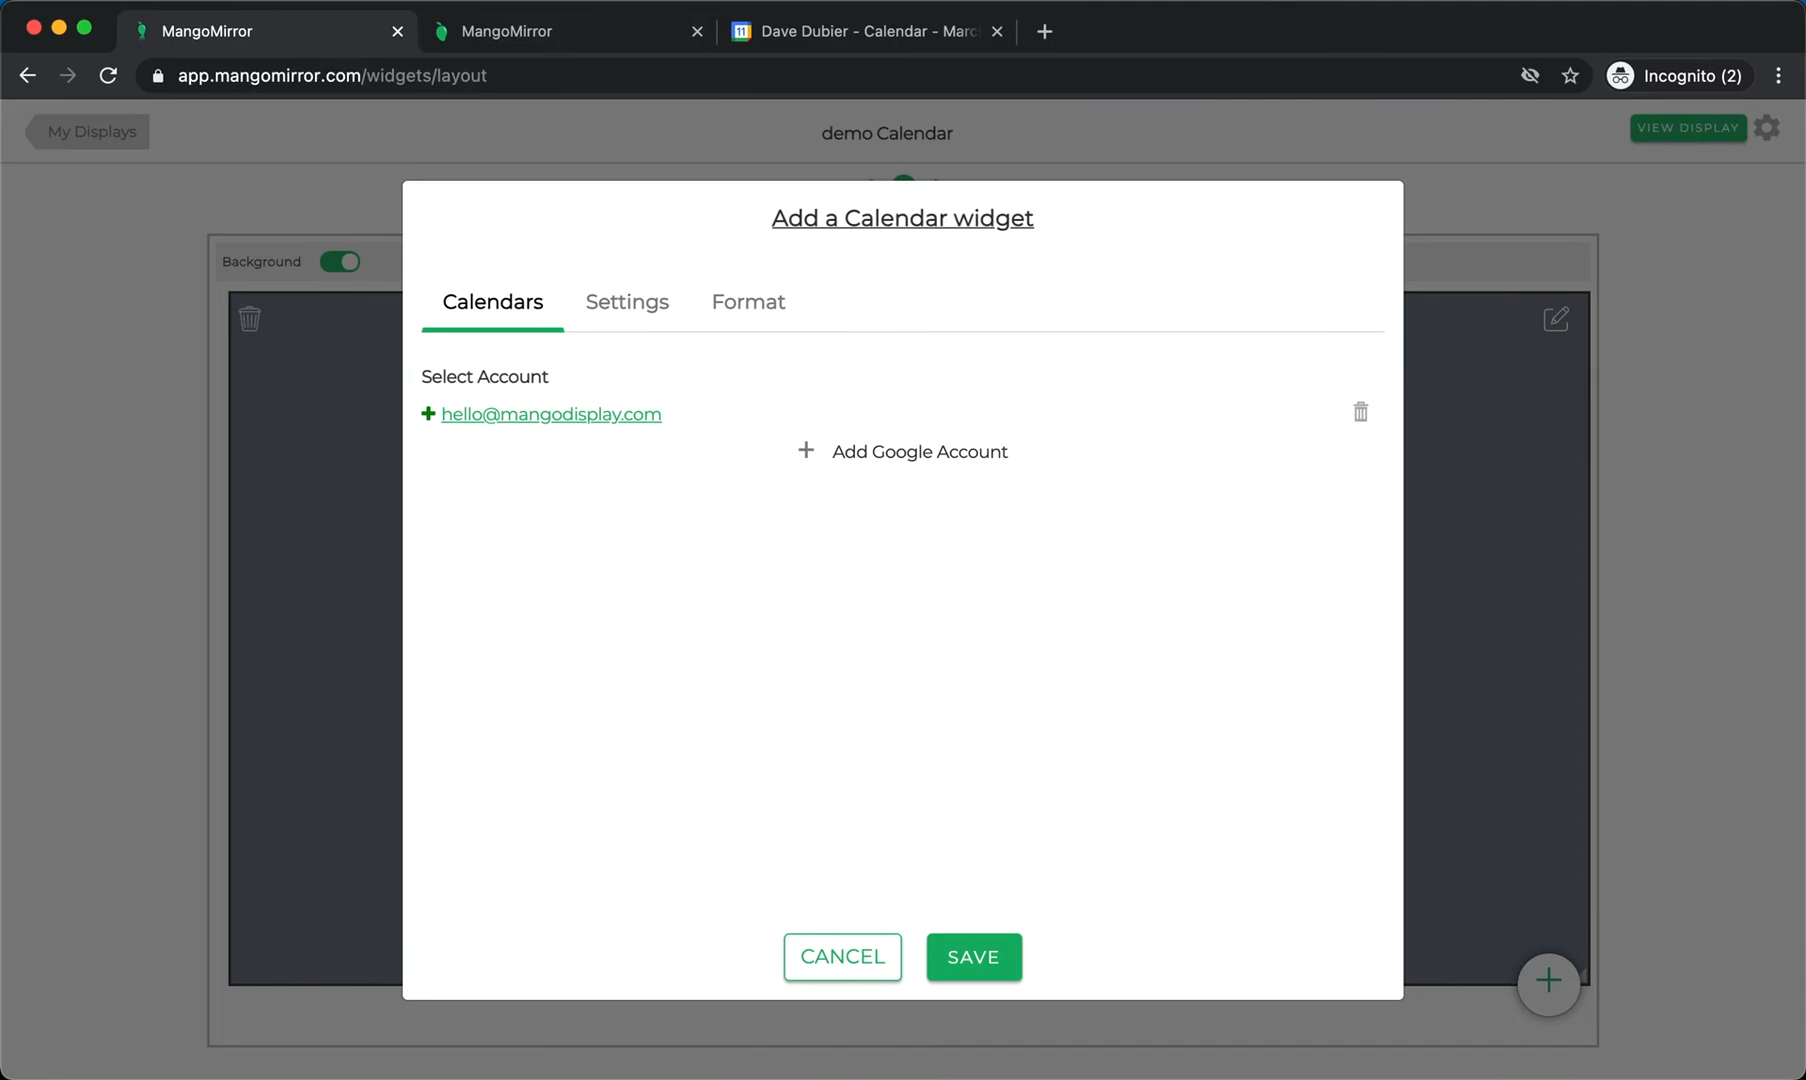 MangoMirror
MangoMirror
11 Dave Dubier - Calendar - Marc
app.mangomirror.com/widgets/layout
Incognito (2)
My Displays
demo Calendar
VIEW DISPLAY
Add a Calendar widget
Background
Calendars
Settings
Format
Select Account
hello@mangodisplay.com
Add Google Account
CANCEL
SAVE